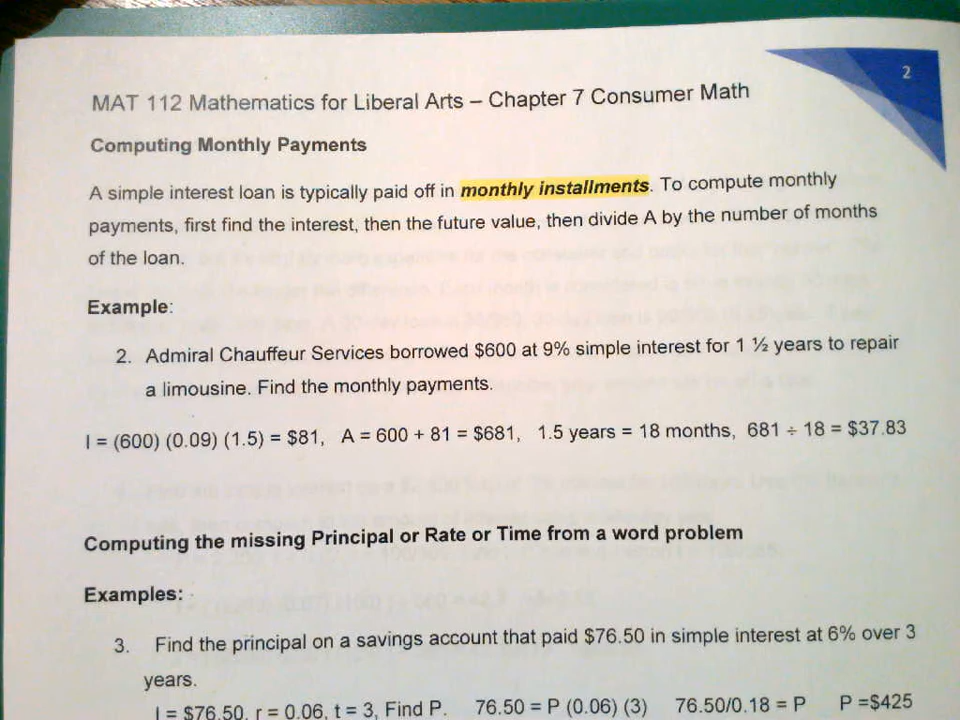 2
MAT 112 Mathematics for Liberal Arts – Chapter 7 Consumer Math
Computing Monthly Payments
A simple interest loan is typically paid off in monthly installments. To compute monthly
payments, first find the interest, then the future value, then divide A by the number of months
of the loan.
Example:
2. Admiral Chauffeur Services borrowed $600 at 9% simple interest for 1 ½ years to repair
a limousine. Find the monthly payments.
I = (600) (0.09) (1.5) = $81, A = 600 + 81 = $681, 1.5 years = 18 months, 681 ÷ 18 = $37.83
Computing the missing Principal or Rate or Time from a word problem
Examples:
3. Find the principal on a savings account that paid $76.50 in simple interest at 6% over 3
years.
I = $76.50, r = 0.06, t = 3, Find P. 76.50 = P (0.06) (3) 76.50/0.18 = P P =$425